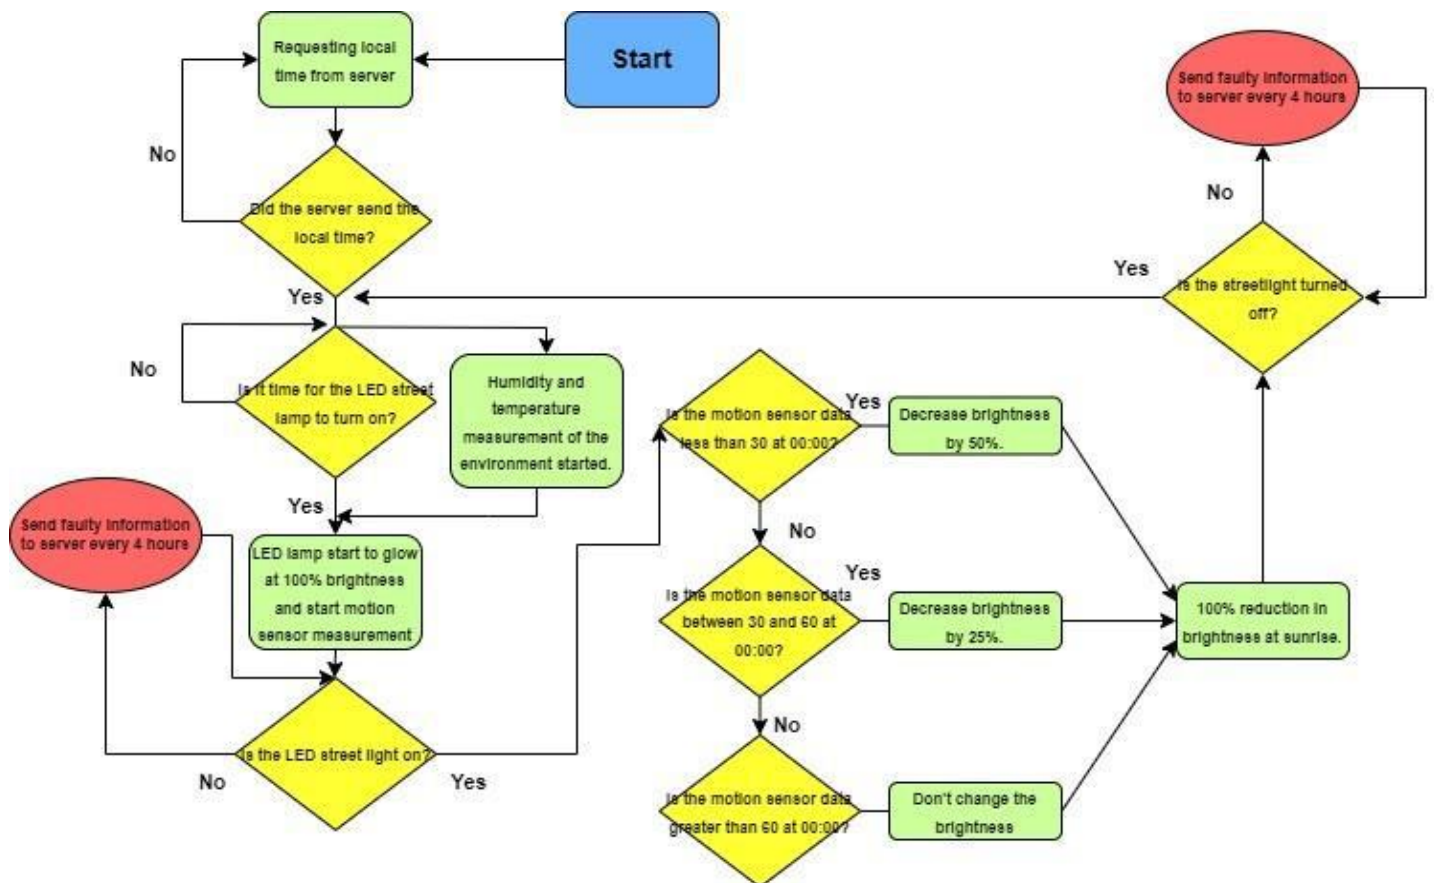 Start
Requesting local
time from server
No
Did the server send the
local time?
Yes
No
Is it time for the LED street
lamp to turn on?
Humidity and
temperature
measurement of the
environment started.
Yes
LED lamp start to glow
at 100% brightness
and start motion
sensor measurement
Send faulty information
to server every 4 hours
Is the LED street light on?
No
Yes
Is the motion sensor data
less than 30 at 00:00?
Yes
Decrease brightness
by 50%.
No
Is the motion sensor data
between 30 and 60 at
00:00?
Yes
Decrease brightness
by 25%.
No
Is the motion sensor data
greater than 60 at 00:00?
Don't change the
brightness
100% reduction in
brightness at sunrise.
Is the streetlight turned
off?
Yes
No
Send faulty information
to server every 4 hours